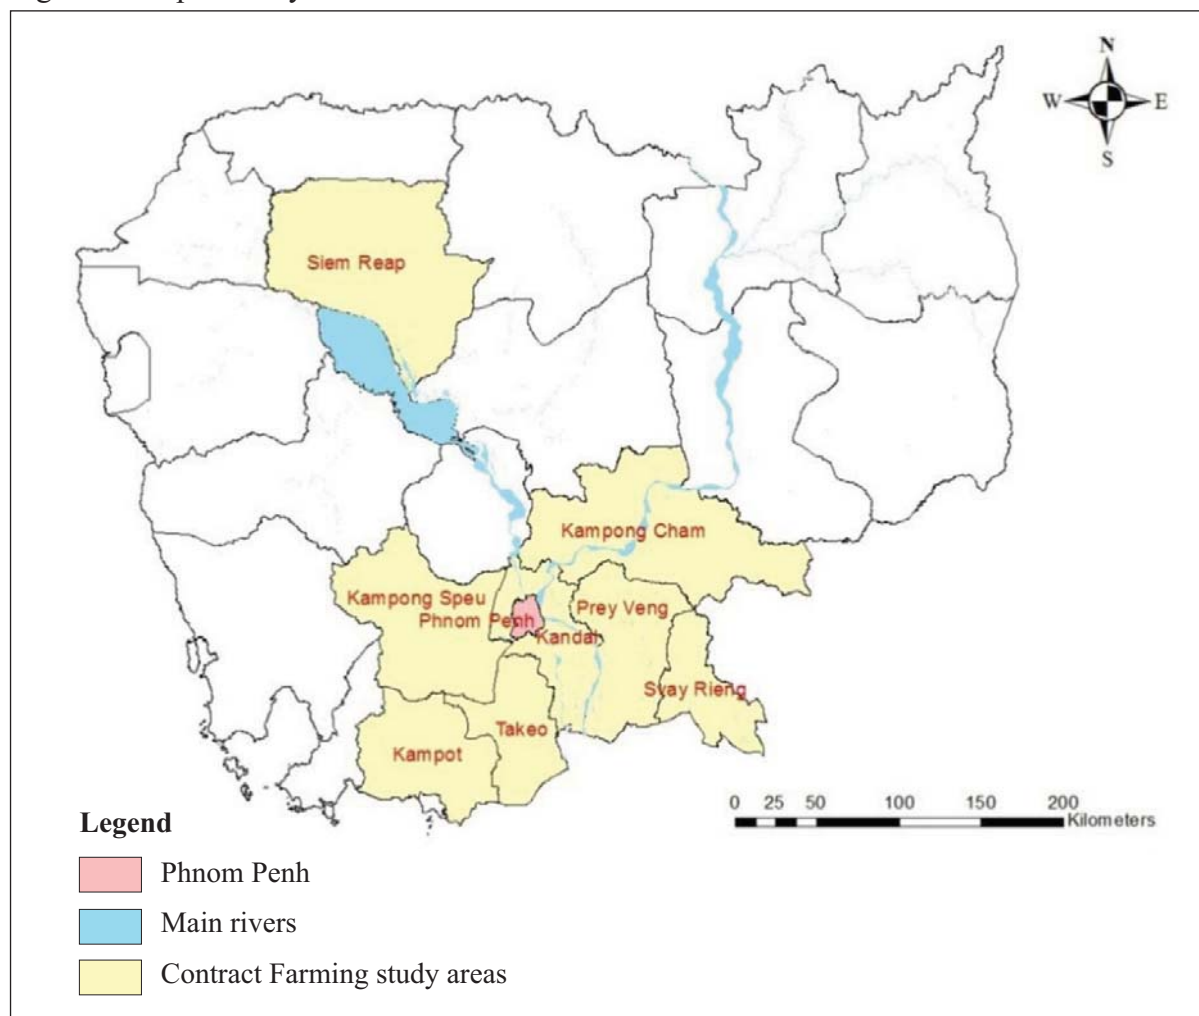 N
W E
S
Siem Reap
Kampong Cham
Kampong Speu
Prey Veng
Phnom Penh
Kandal
Svay Rieng
Takeo
Kampot
0 25 50 100 150 200
Kilometers
Legend
Phnom Penh
Main rivers
Contract Farming study areas